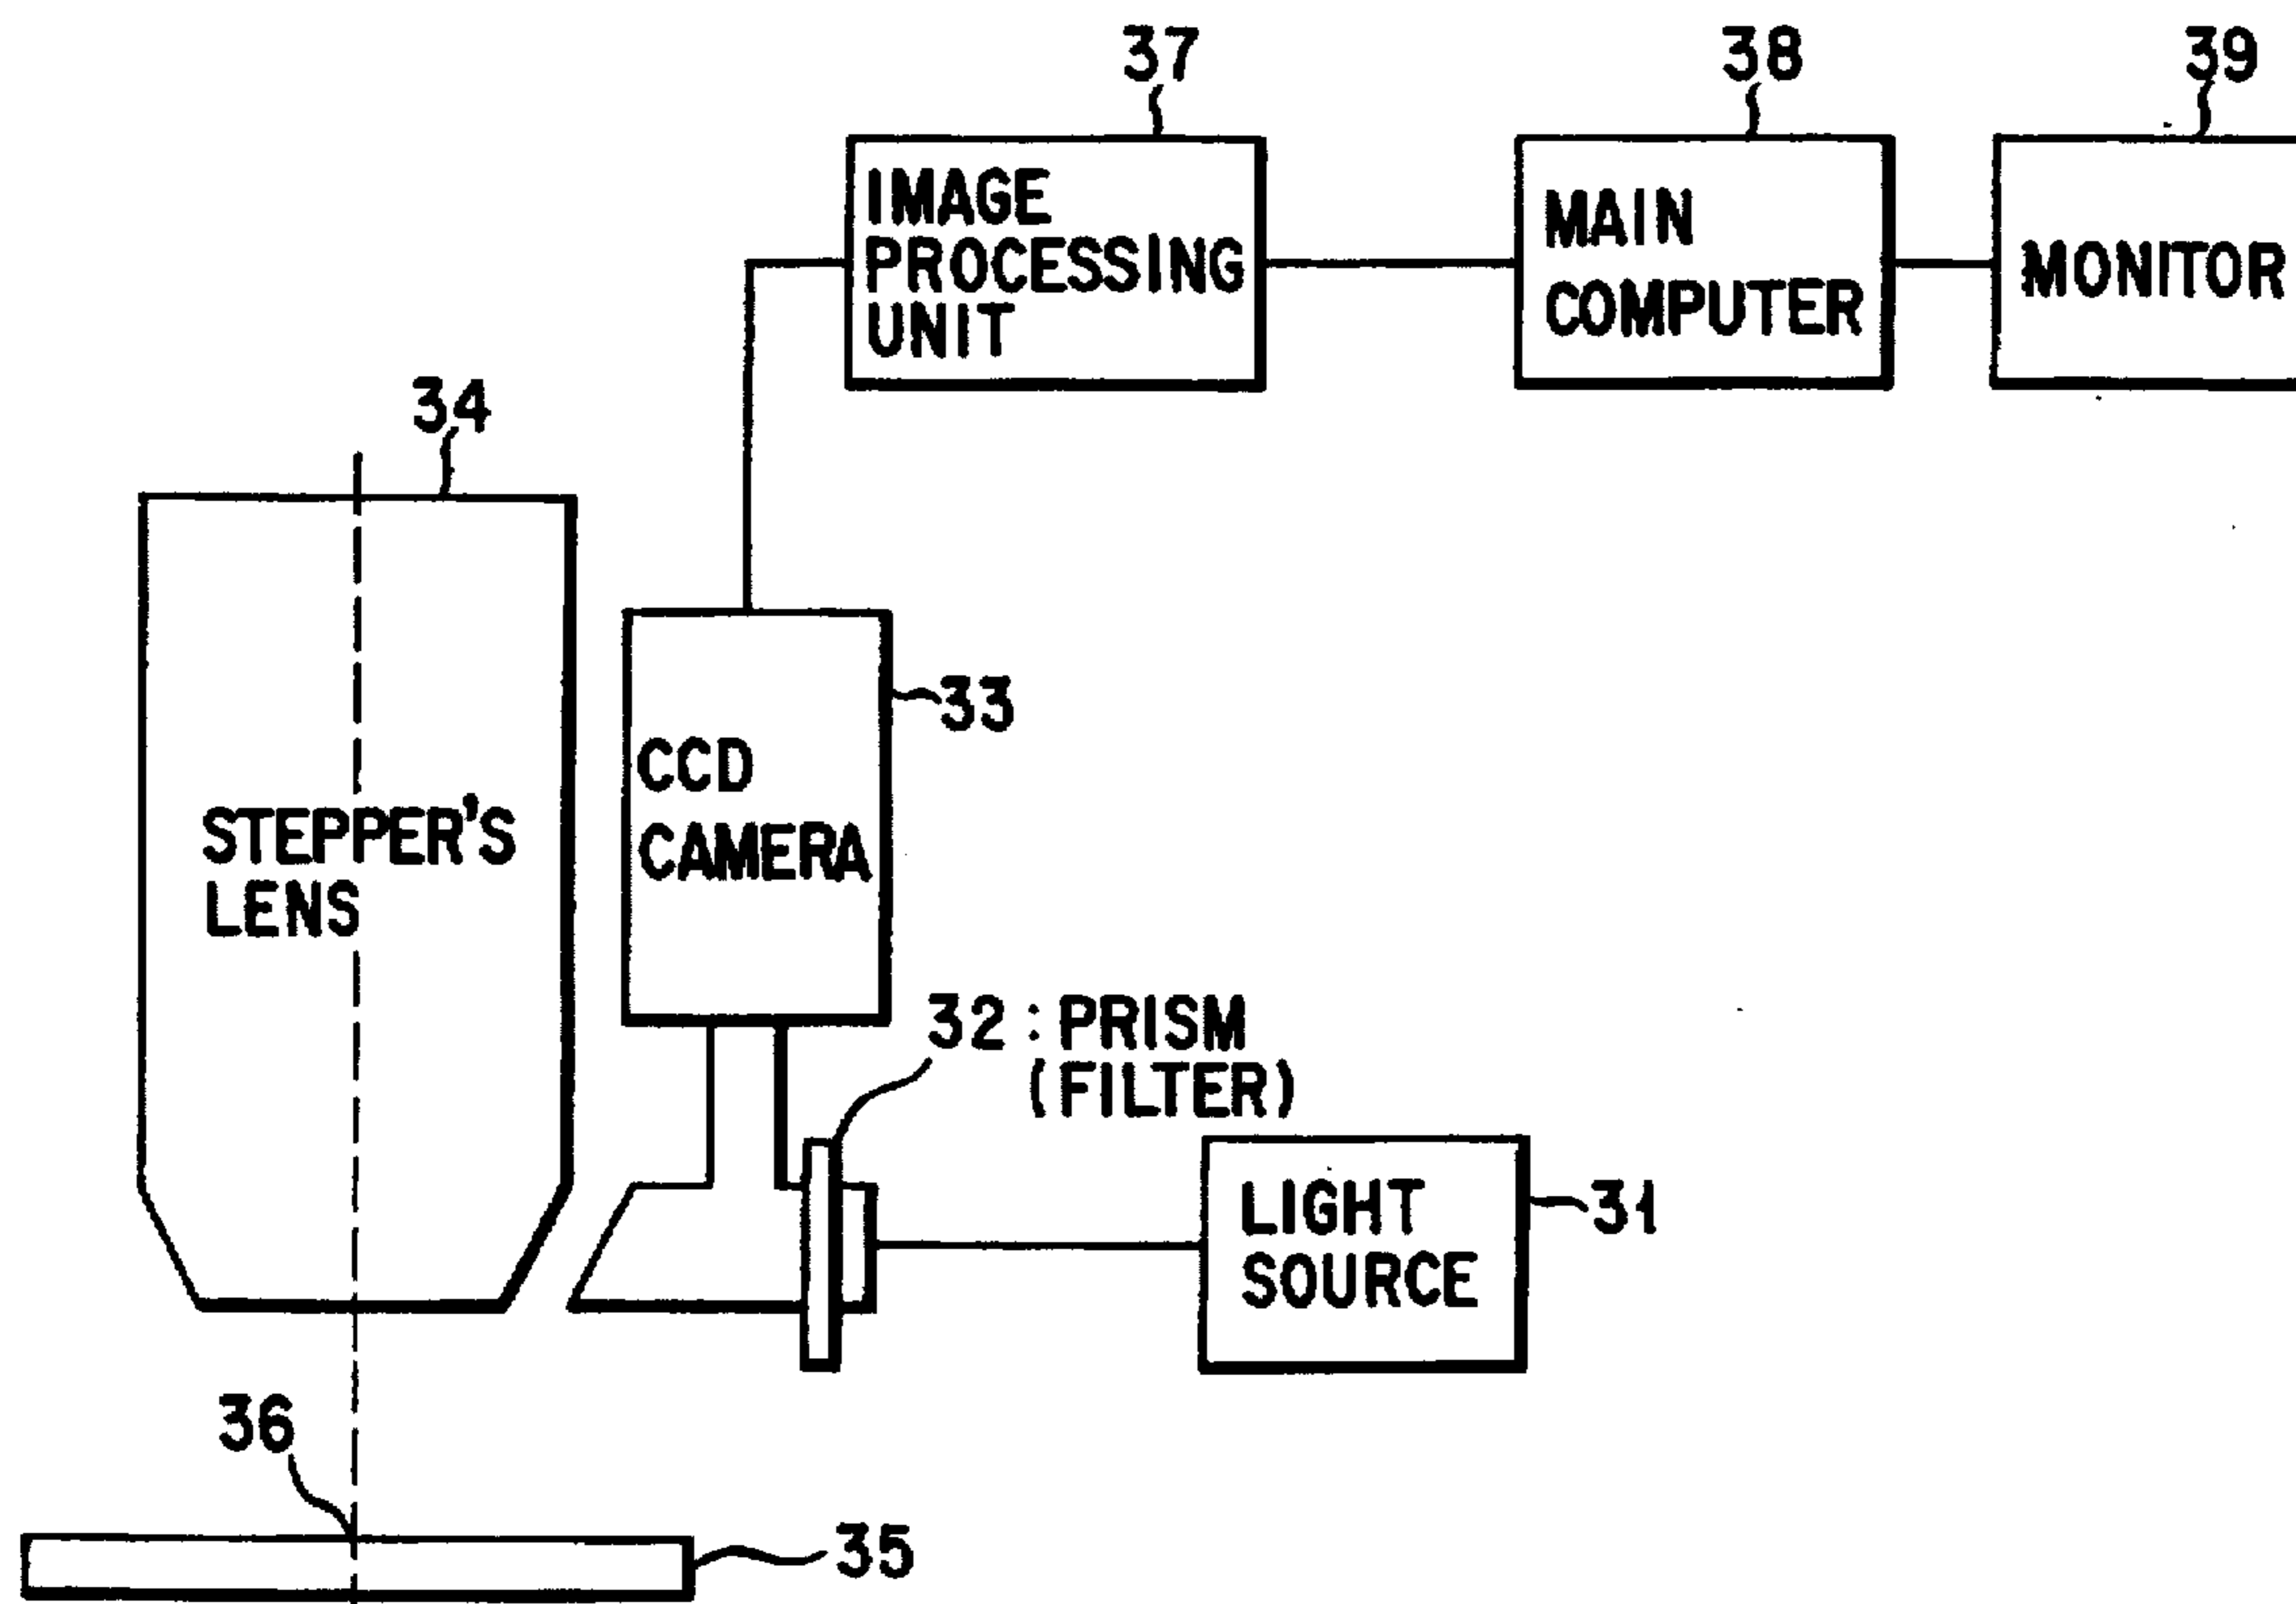 37
38
39
IMAGE
PROCESSING
UNIT
MAIN
COMPUTER
MONITOR
34
33
CCD
CAMERA
STEPPER'S
LENS
32 : PRISM
(FILTER)
LIGHT
SOURCE
31
36
35